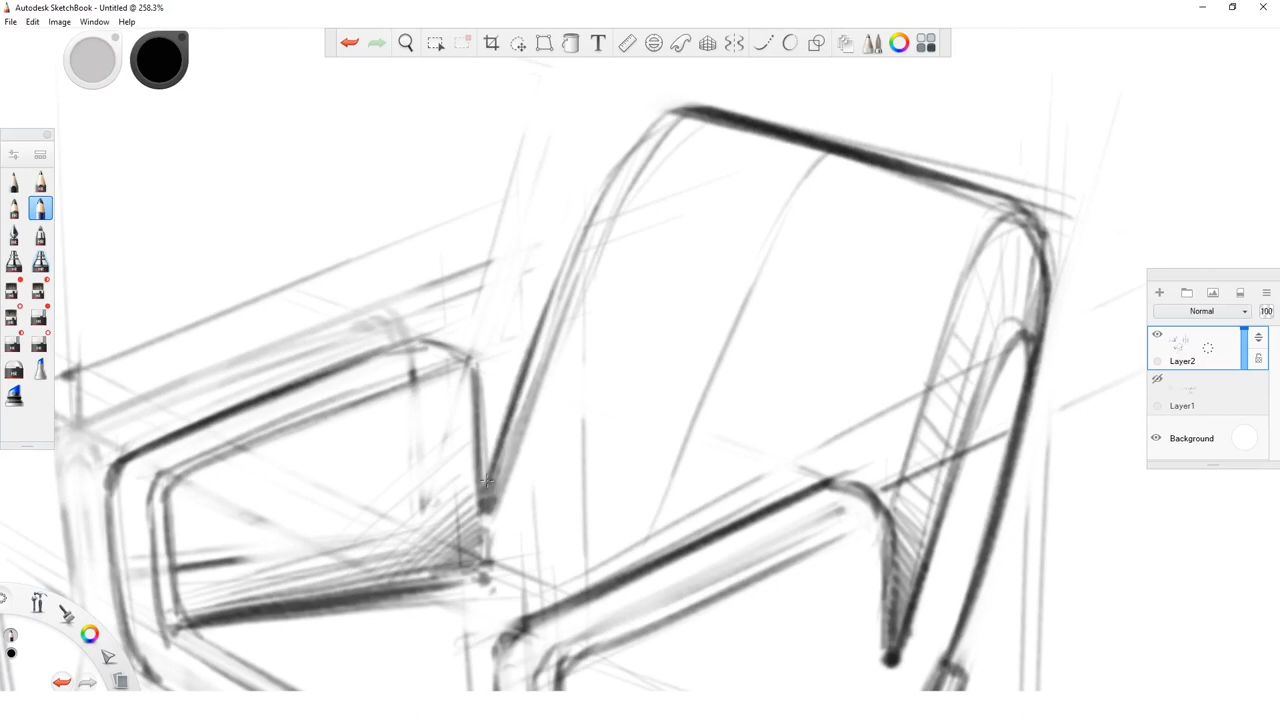 Autodesk SketchBook - Untitled @ 258.3%
File Edit Image Window Help
T
Normal
100
Layer2
Layer1
Background